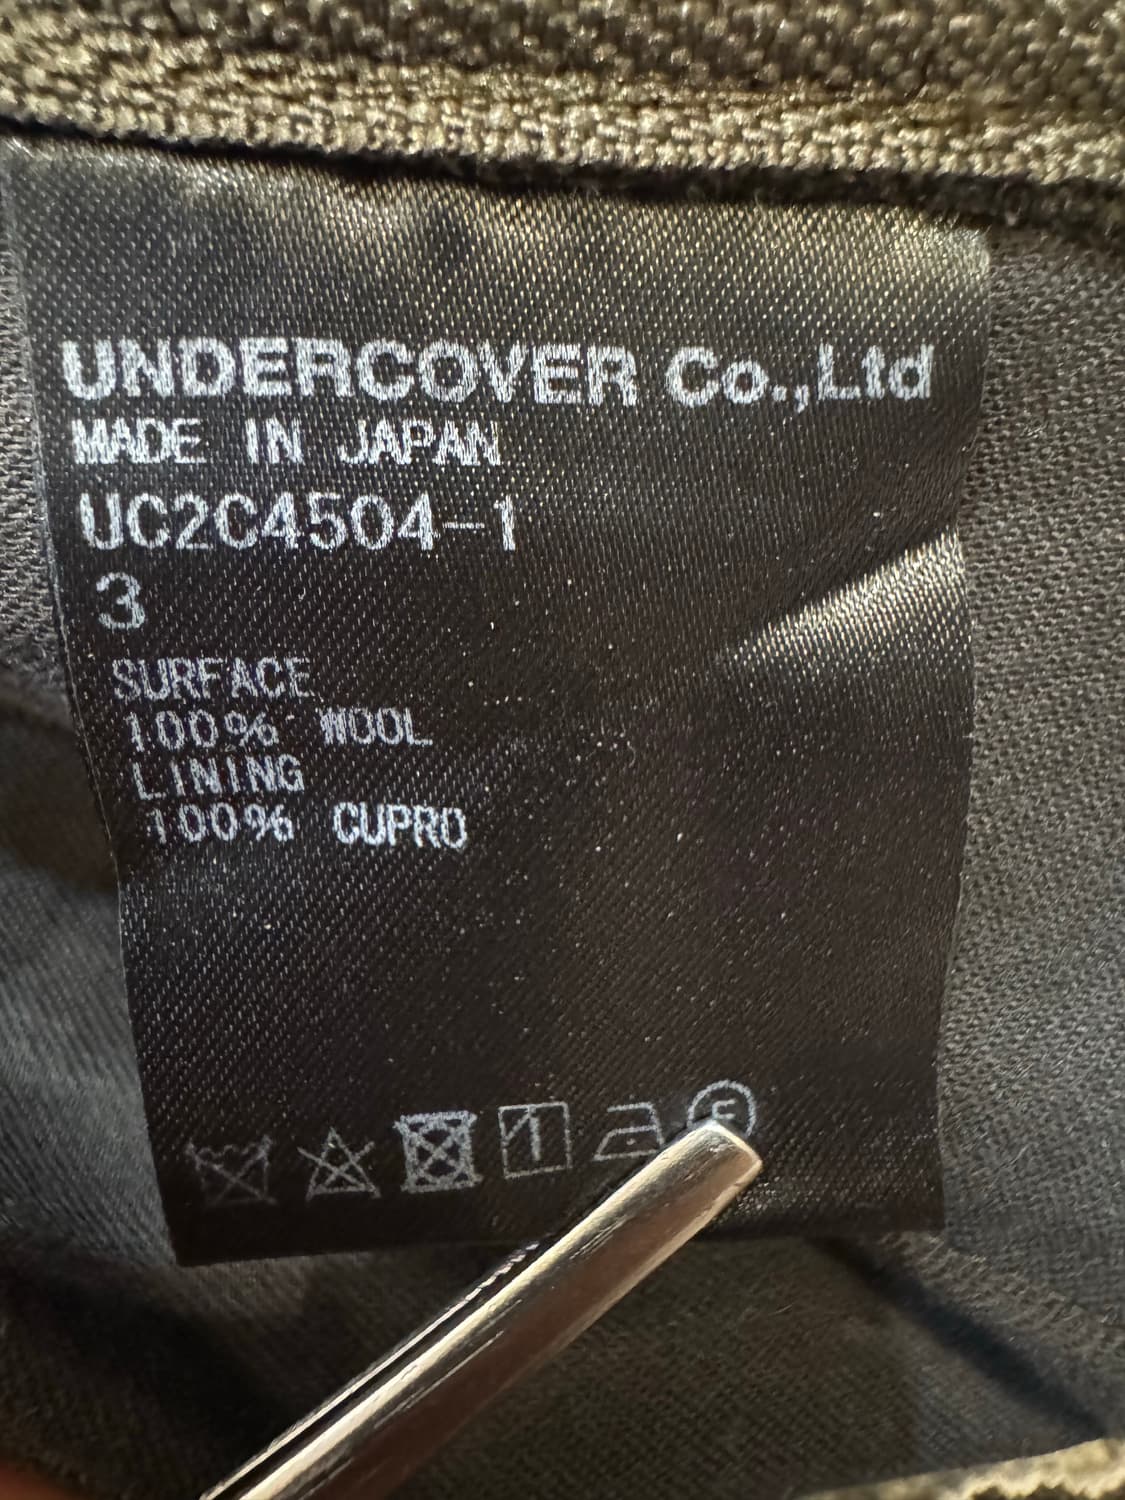 UNDERCOVER Co.,Ltd
MADE IN JAPAN
UC2C4504-1
3
SURFACE
100% WOOL
LINING
100% CUPRO